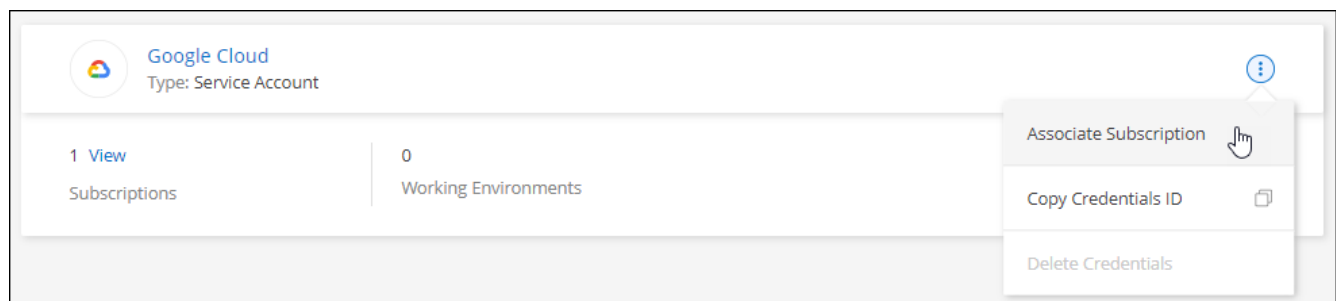 Google Cloud
Type: Service Account
Associate Subscription
1 View
0
Subscriptions
Working Environments
Copy Credentials ID
Delete Credentials